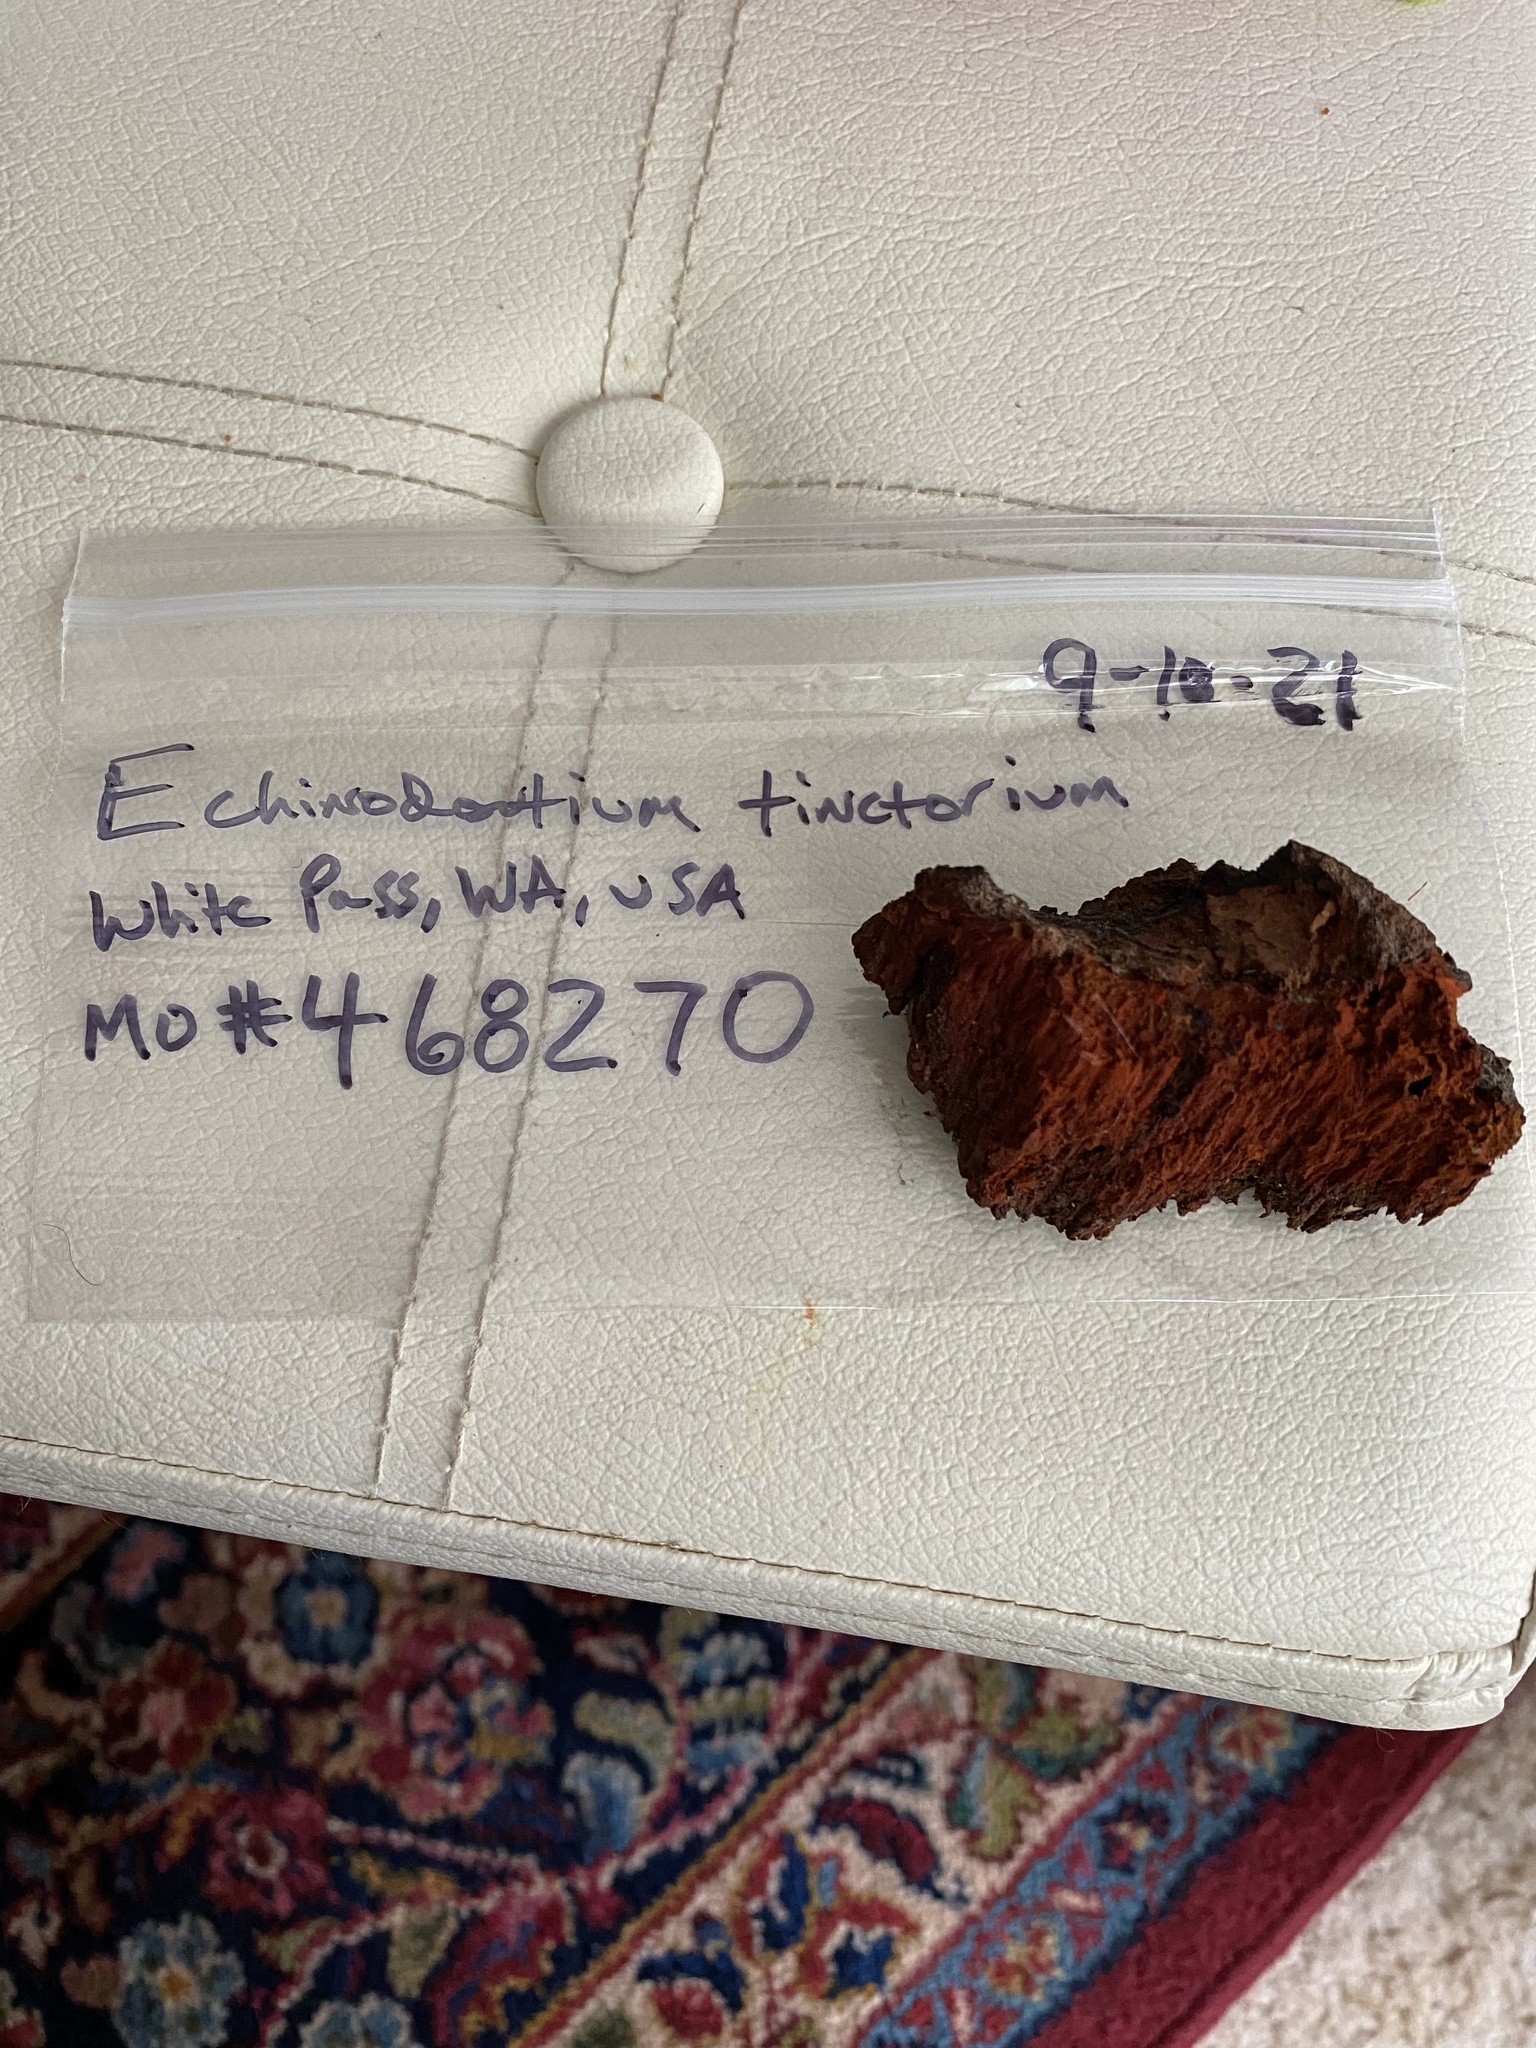 9-10-21
Echinodontium tinctorium
White Pass, WA, USA
MO #468270